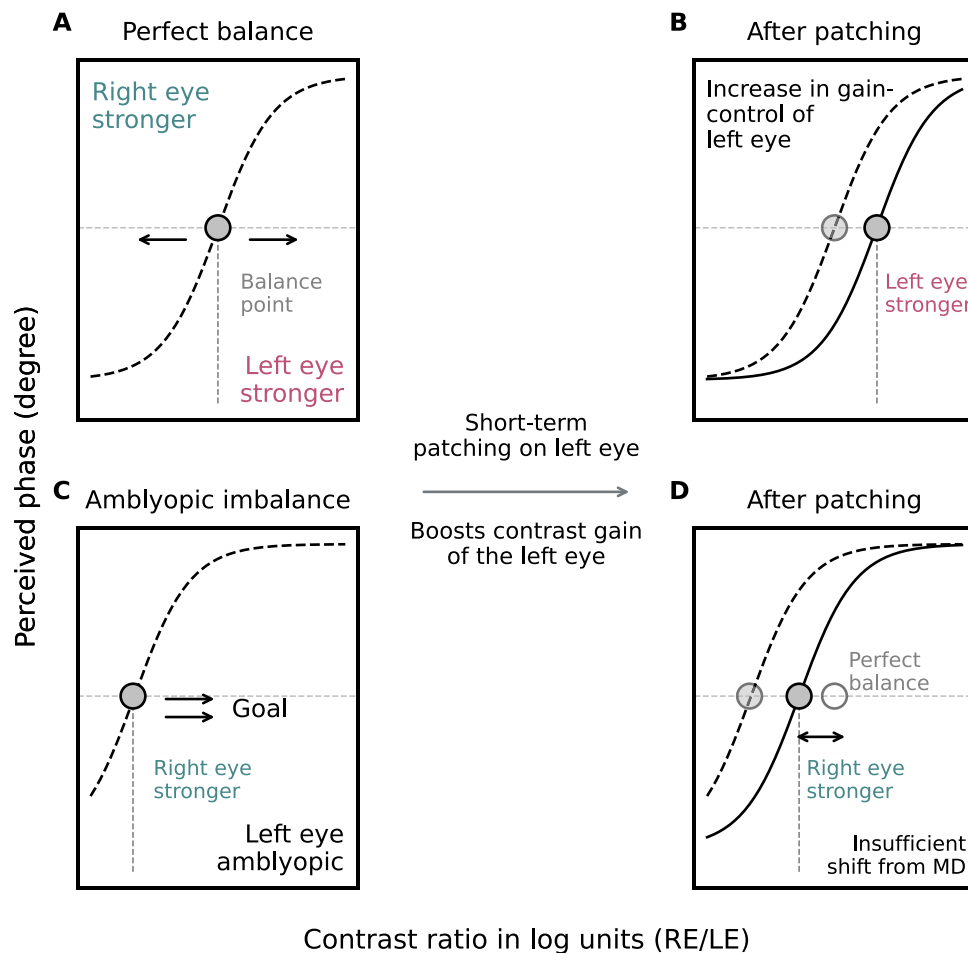 A
Perfect balance
Right eye
stronger
Balance
point
Left eye
stronger
B
After patching
Increase in gain-
control of
left eye
Left eye
stronger
Short-term
patching on left eye
Boosts contrast gain
of the left eye
C
Amblyopic imbalance
Goal
Right eye
stronger
Left eye
amblyopic
D
After patching
Perfect
balance
Right eye
stronger
Insufficient
shift from MD
Perceived phase (degree)
Contrast ratio in log units (RE/LE)